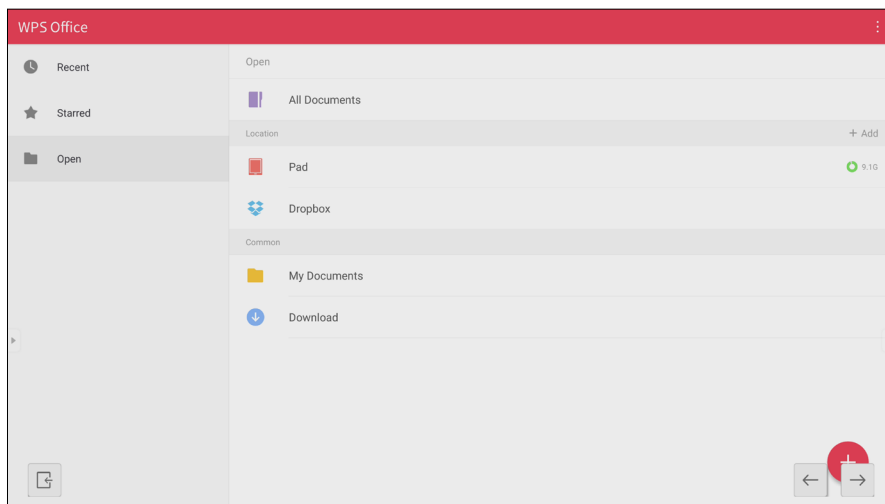 WPS Office
Recent
Starred
Open
Open
All Documents
Location
+ Add
Pad
9.1G
Dropbox
Common
My Documents
Download